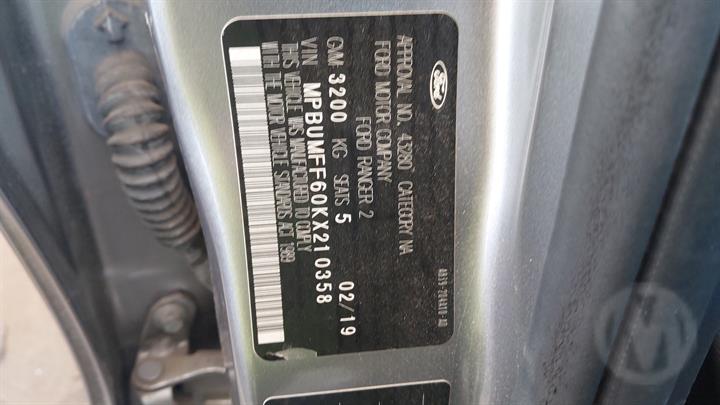 Ford
APPROVAL NO. 43280 CATEGORY NA
FORD MOTOR COMPANY
FORD RANGER 2
02/19
GVM 3200 KG SEATS 5
VIN MPBUMFF60KX210358
THIS VEHICLE WAS MANUFACTURED TO COMPLY
WITH THE MOTOR VEHICLE STANDARDS ACT 1989